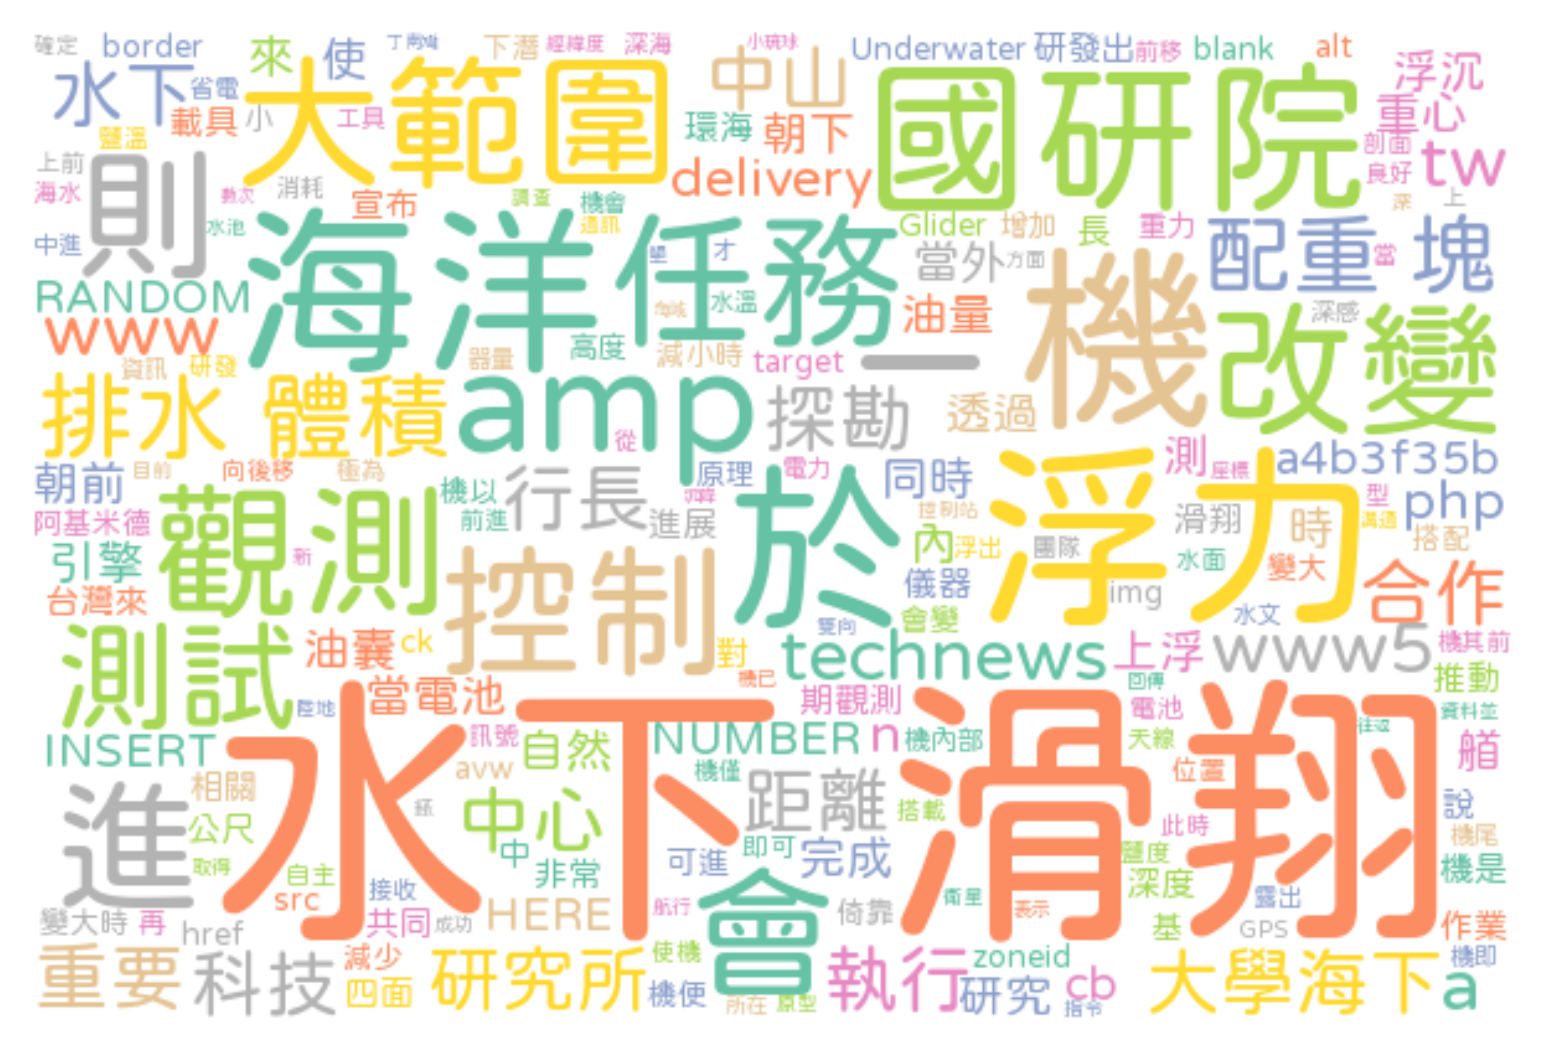 確定 border 來 使 丁南媛 下潛 經緯度 深海 小琉球 Underwater 研發出 前移 blank alt 浮沉
水下 省電 大範圍 中山 國研院 重心
鹽溫 載具 小 工具 環海 朝下 剖面 tw
上前 則 消耗 delivery 良好
海水 數次 宣布 調查 機會 深 上
中進 水池 海洋任務 通訊 才 Glider 增加 長 重力 配重 塊
當外 方面 當
RANDOM 水溫 油量 機 改變 深感
www 器量 高度 減小時 target 一
資訊 研發
排水 體積 amp 探勘 透過
從
朝前 目前 向後移 極為 機以 行長 原理 電力 同時 測 座標 a4b3f35b
阿基米德 觀測 前進 進展 於 控制站 浮力 滑翔 型 php
引擎 新 控制 內 浮出 團隊 水面 時 溝通 搭配
台灣來 儀器 img 變大 合作
測試 油囊 ck 對 雙向 會變 水文
technews 上浮 www5 機其前
當電池 機已 回傳 推動
陸地 水下滑翔 期觀測 電池 資料並
INSERT 訊號 自然 NUMBER n 機內部 天線 往返 艏
進 相關 avw 機僅 距離 位置
公尺 中心 搭載 此時 說
取得 中 即可 鹽度 機尾
自主 接收 非常 可進 完成 深度 機是
src 會 衛星 露出
變大時 再 href 共同 成功 HERE 航行 倚靠 表示 基 GPS 作業
重要 科技 減少 研究所 使機 執行 zoneid 大學海下 機即
四面 機便 所在 原型 研究 cb 指令 a